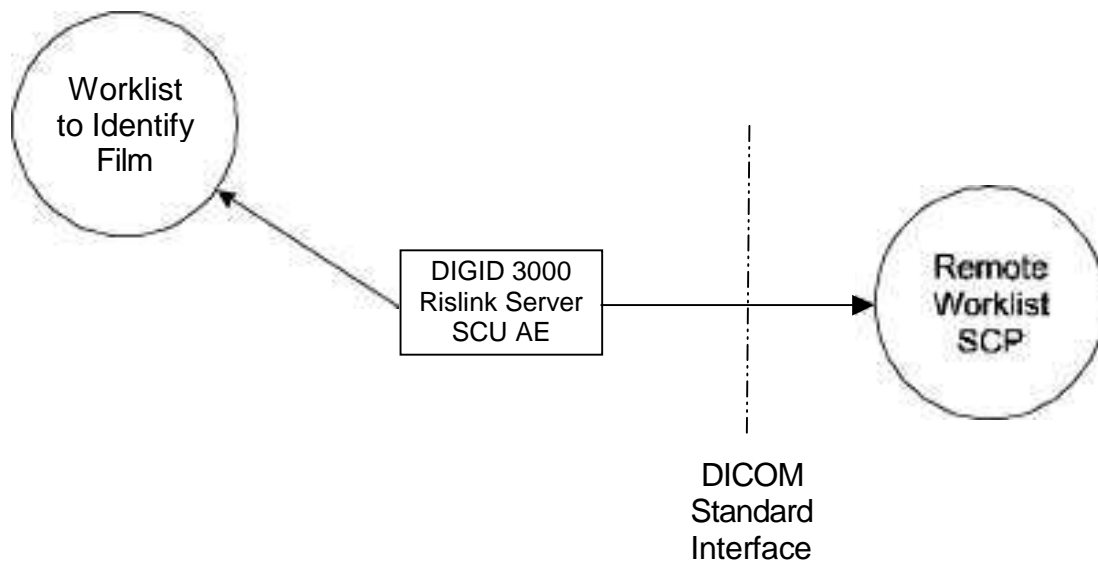 Worklist
to Identify
Film
DIGID 3000
Rislink Server
SCU AE
Remote
Worklist
SCP
DICOM
Standard
Interface